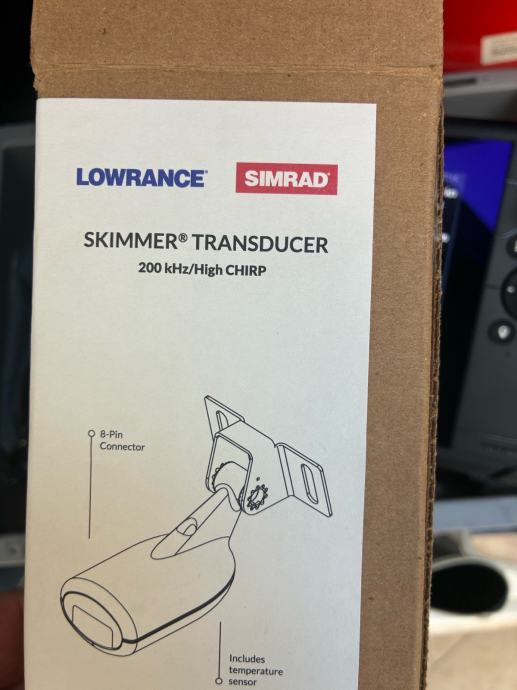 LOWRANCE® SIMRAD®
SKIMMER® TRANSDUCER
200 kHz/High CHIRP
8-Pin
Connector
Includes
temperature
sensor